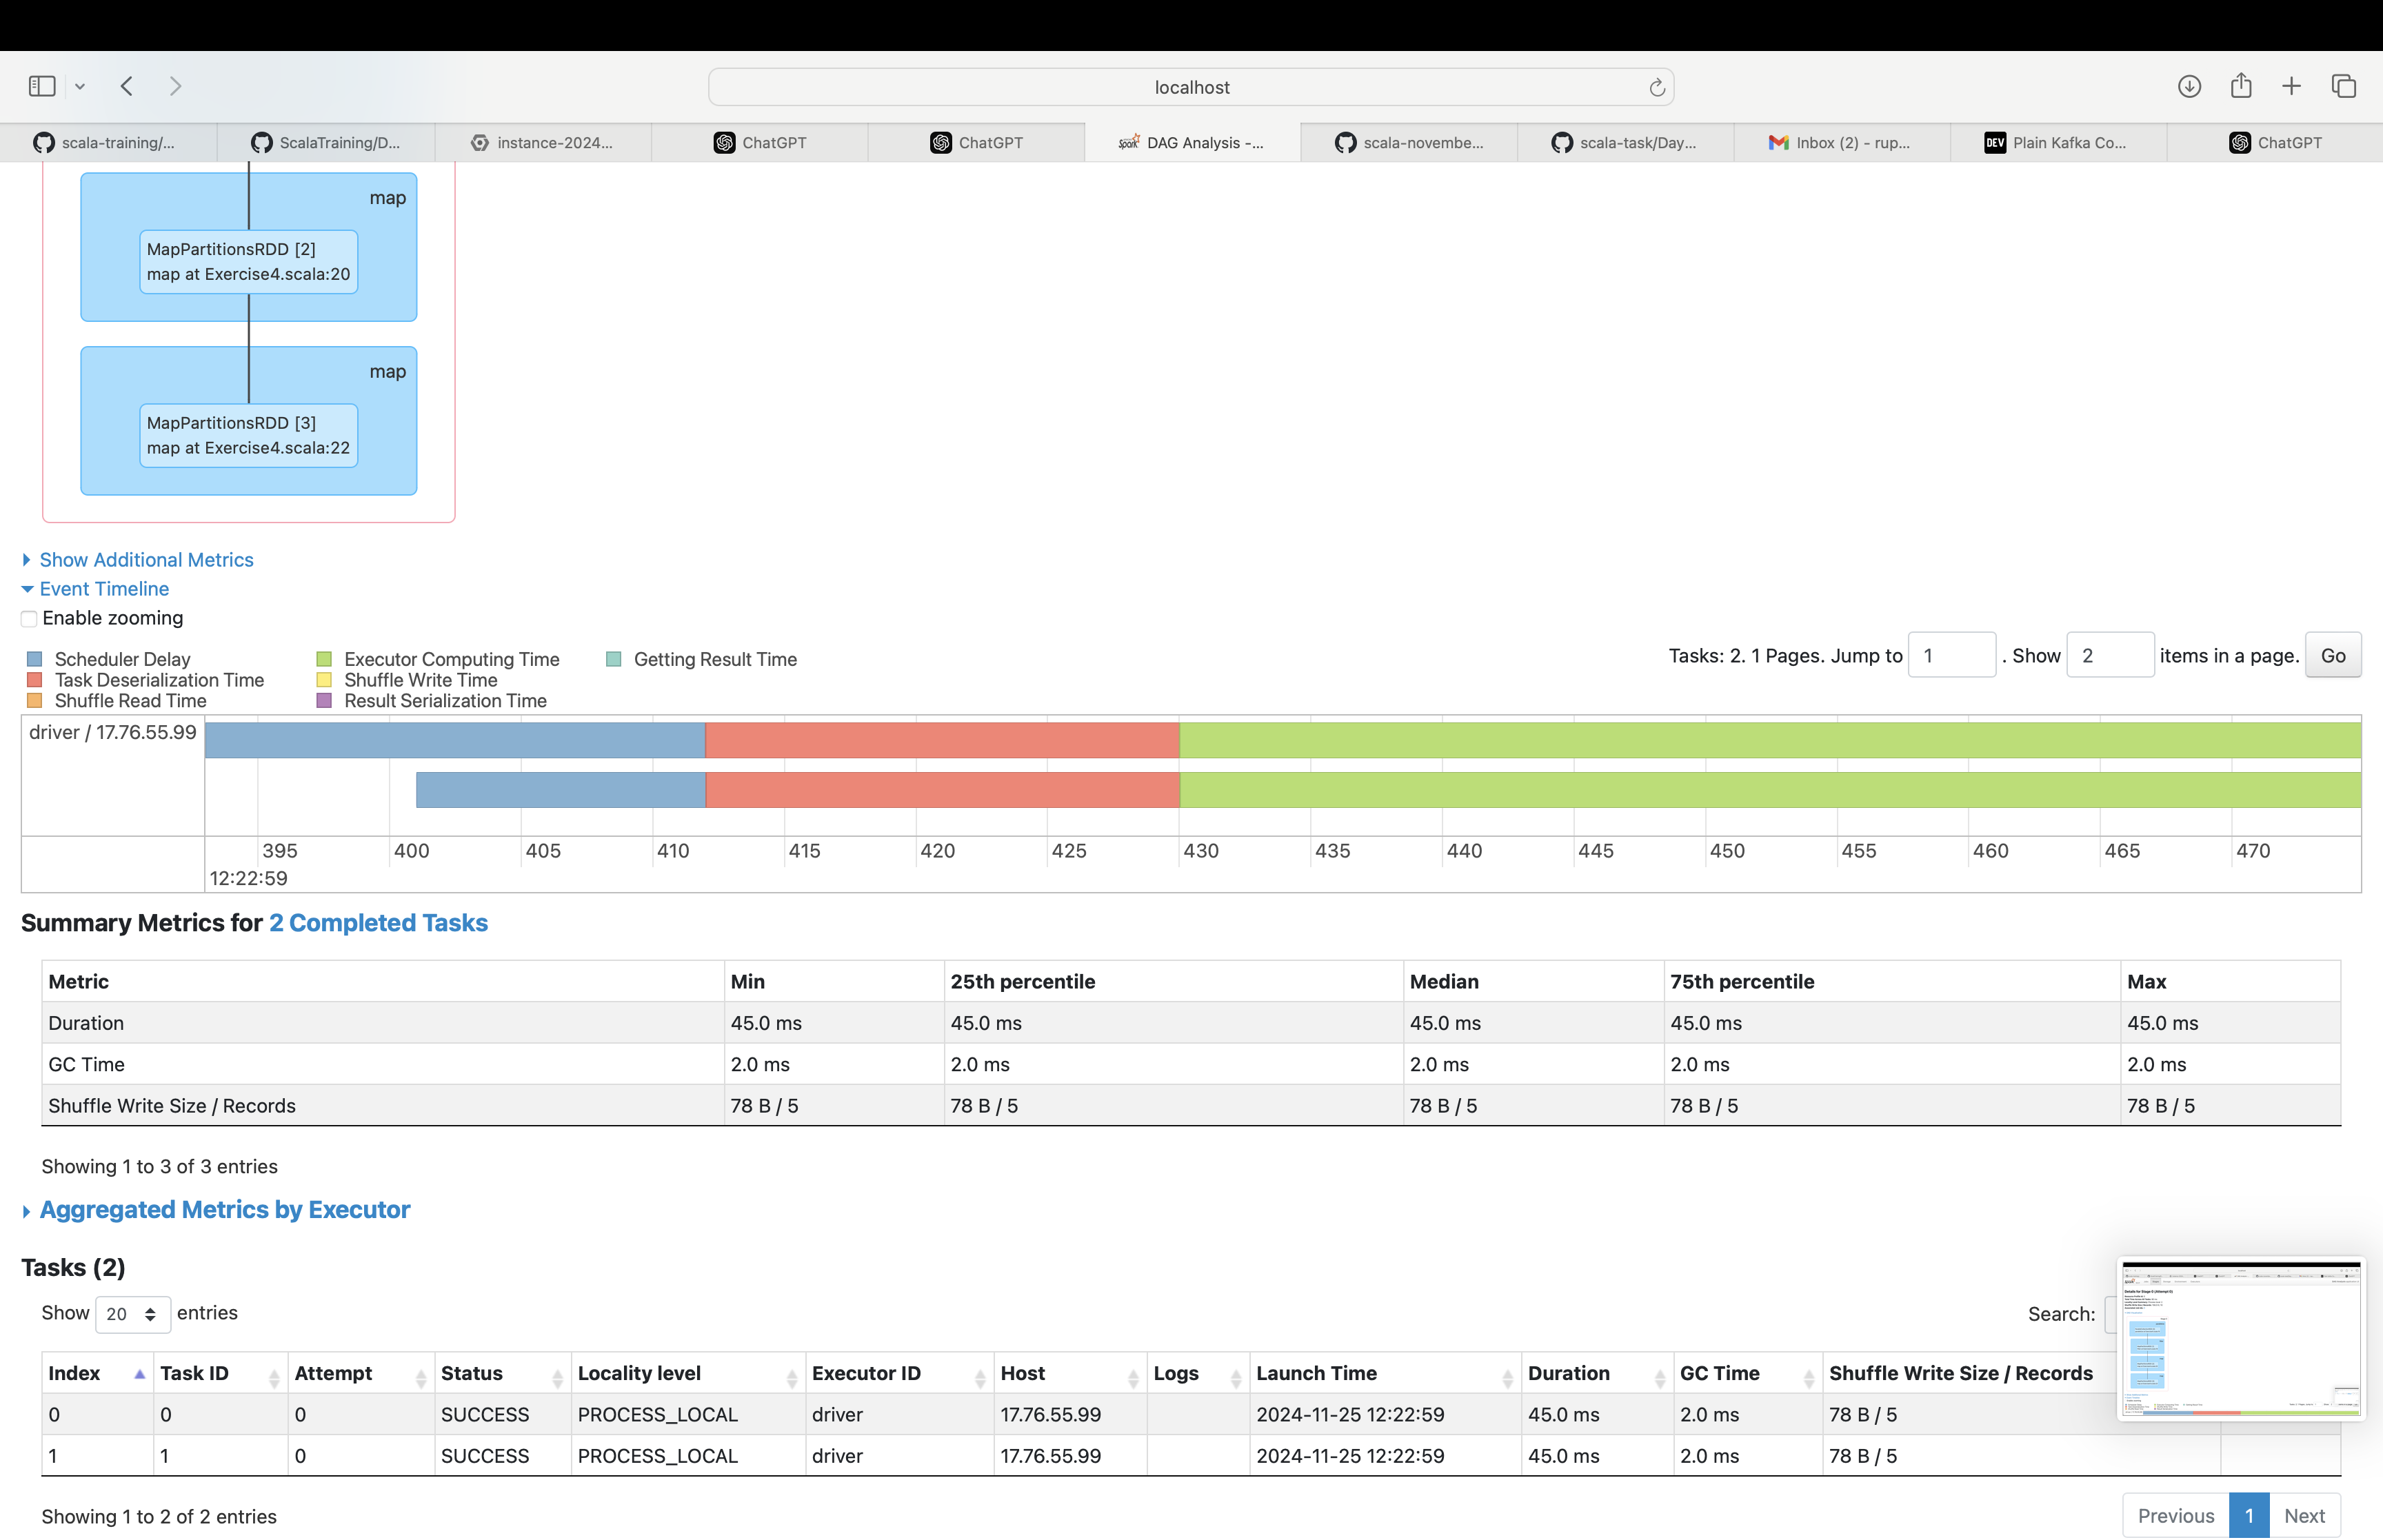 localhost
scala-training/...
ScalaTraining/D...
instance-2024...
ChatGPT
ChatGPT
Spark DAG Analysis -...
scala-novembe...
scala-task/Day...
Inbox (2) - rup...
DEV Plain Kafka Co...
ChatGPT
map
MapPartitionsRDD [2]
map at Exercise4.scala:20
map
MapPartitionsRDD [3]
map at Exercise4.scala:22
Show Additional Metrics
Event Timeline
Enable zooming
Scheduler Delay
Task Deserialization Time
Shuffle Read Time
Executor Computing Time
Shuffle Write Time
Result Serialization Time
Getting Result Time
Tasks: 2. 1 Pages. Jump to 1 . Show 2 items in a page. Go
driver / 17.76.55.99
395 400 405 410 415 420 425 430 435 440 445 450 455 460 465 470
12:22:59
Summary Metrics for 2 Completed Tasks
Metric Min 25th percentile Median 75th percentile Max
Duration 45.0 ms 45.0 ms 45.0 ms 45.0 ms 45.0 ms
GC Time 2.0 ms 2.0 ms 2.0 ms 2.0 ms 2.0 ms
Shuffle Write Size / Records 78 B / 5 78 B / 5 78 B / 5 78 B / 5 78 B / 5
Showing 1 to 3 of 3 entries
Aggregated Metrics by Executor
Tasks (2)
Show 20 entries
Search:
Index Task ID Attempt Status Locality level Executor ID Host Logs Launch Time Duration GC Time Shuffle Write Size / Records
0 0 0 SUCCESS PROCESS_LOCAL driver 17.76.55.99 2024-11-25 12:22:59 45.0 ms 2.0 ms 78 B / 5
1 1 0 SUCCESS PROCESS_LOCAL driver 17.76.55.99 2024-11-25 12:22:59 45.0 ms 2.0 ms 78 B / 5
Showing 1 to 2 of 2 entries
Previous 1 Next